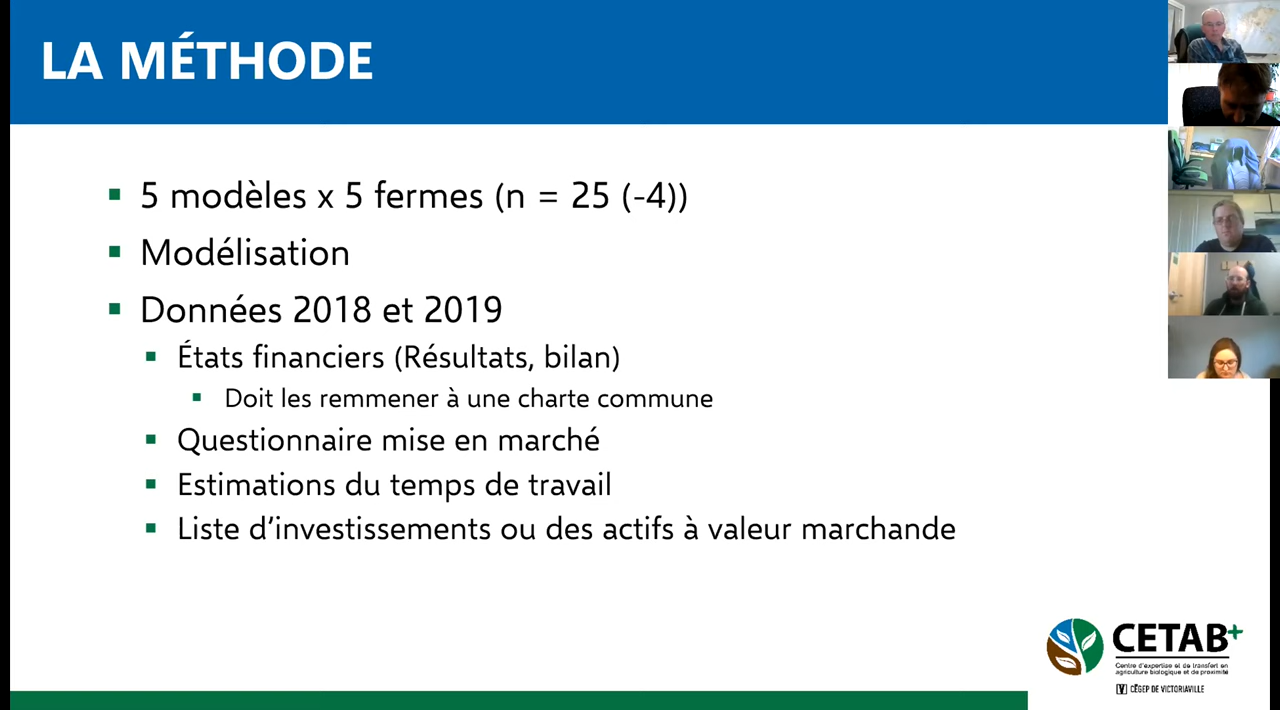 LA MÉTHODE
5 modèles x 5 fermes (n = 25 (-4))
Modélisation
Données 2018 et 2019
États financiers (Résultats, bilan)
Doit les remmener à une charte commune
Questionnaire mise en marché
Estimations du temps de travail
Liste d’investissements ou des actifs à valeur marchande
CETAB+
Centre d'expertise et de transfert en
agriculture biologique et de proximité
CÉGEP DE VICTORIAVILLE